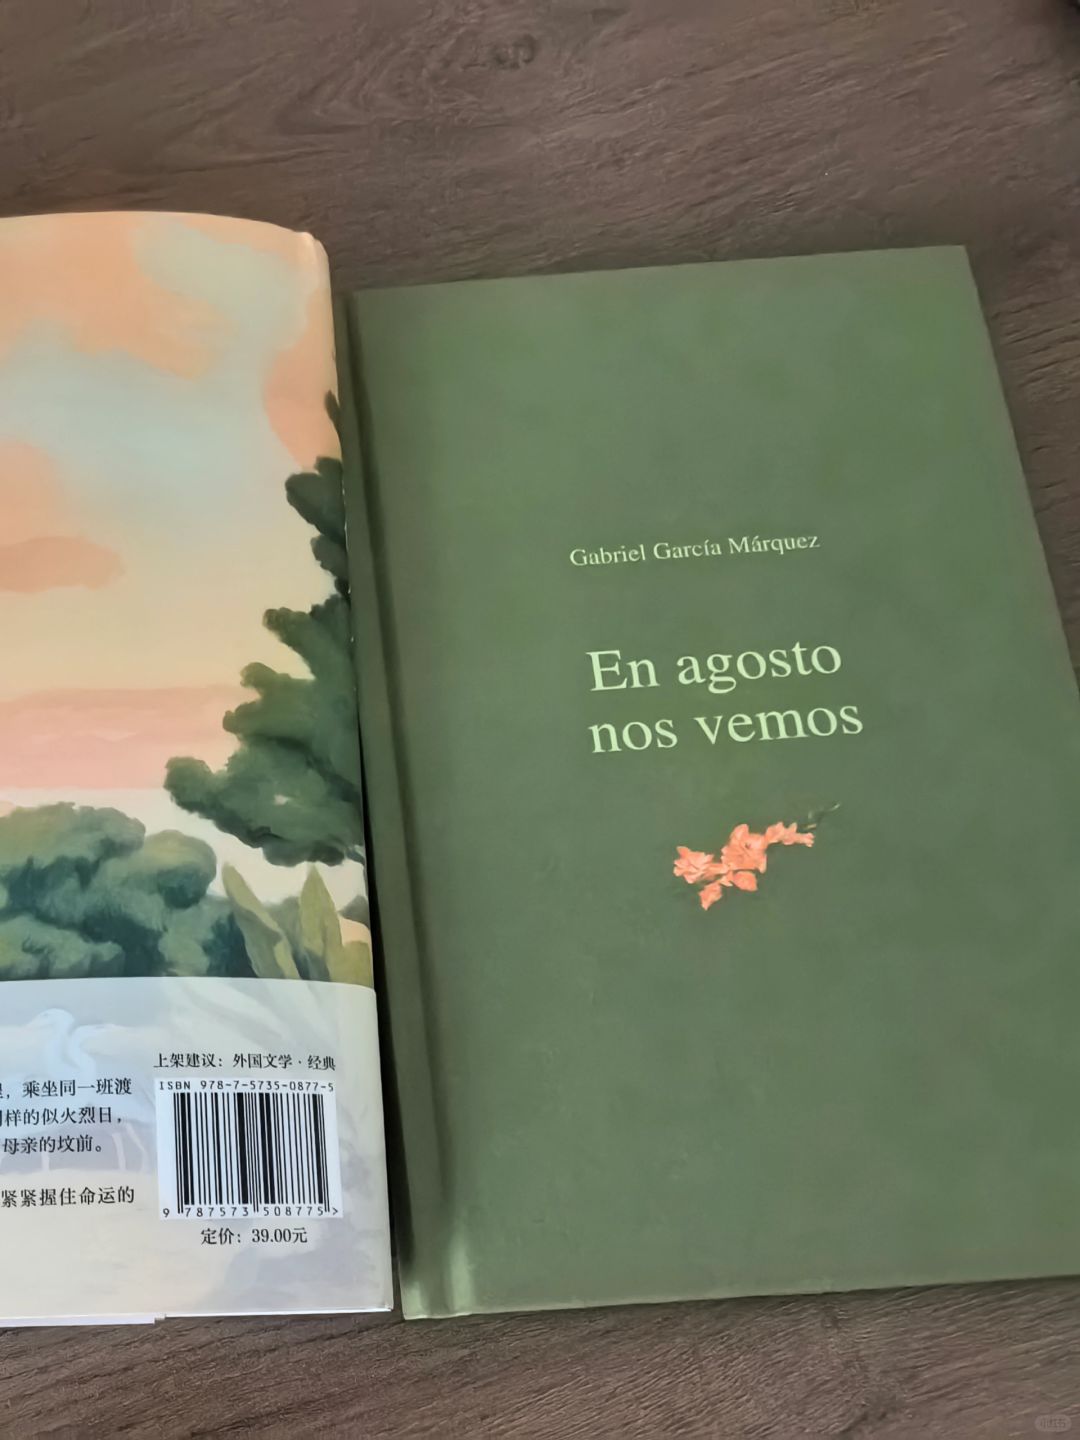 上架建议：外国文学·经典
ISBN 978-7-5735-0877-5
，乘坐同一班渡
同样的似火烈日，
母亲的坟前。
紧紧握住命运的
9 787573 508775 >
定价：39.00元
Gabriel García Márquez
En agosto
nos vemos
小红书